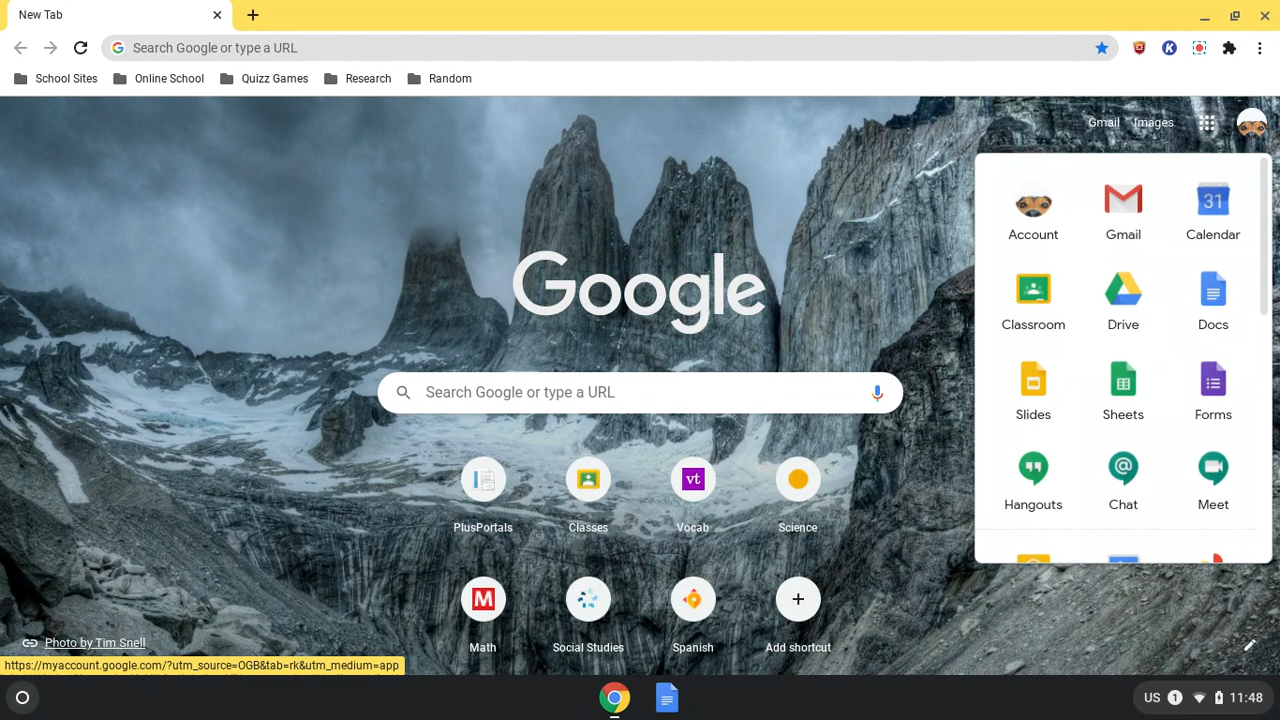 New Tab
Search Google or type a URL
School Sites Online School Quizz Games Research Random
Gmail Images
Account Gmail Calendar
31
Classroom Drive Docs
Slides Sheets Forms
Hangouts Chat Meet
Google
Search Google or type a URL
vt
PlusPortals Classes Vocab Science
M
Math Social Studies Spanish Add shortcut
Photo by Tim Snell
https://myaccount.google.com/?utm_source=OGB&tab=rk&utm_medium=app
US 1 11:48